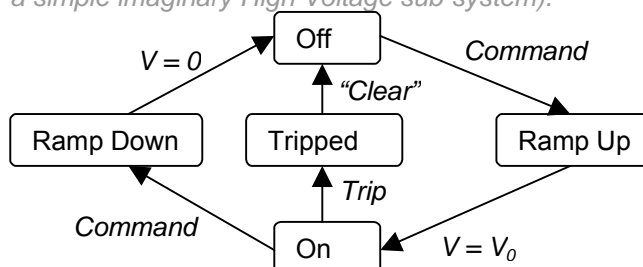 a simple imaginary High Voltage sub-system).
Off
V = 0
Command
“Clear”
Ramp Down
Tripped
Ramp Up
Trip
Command
On
V = V0